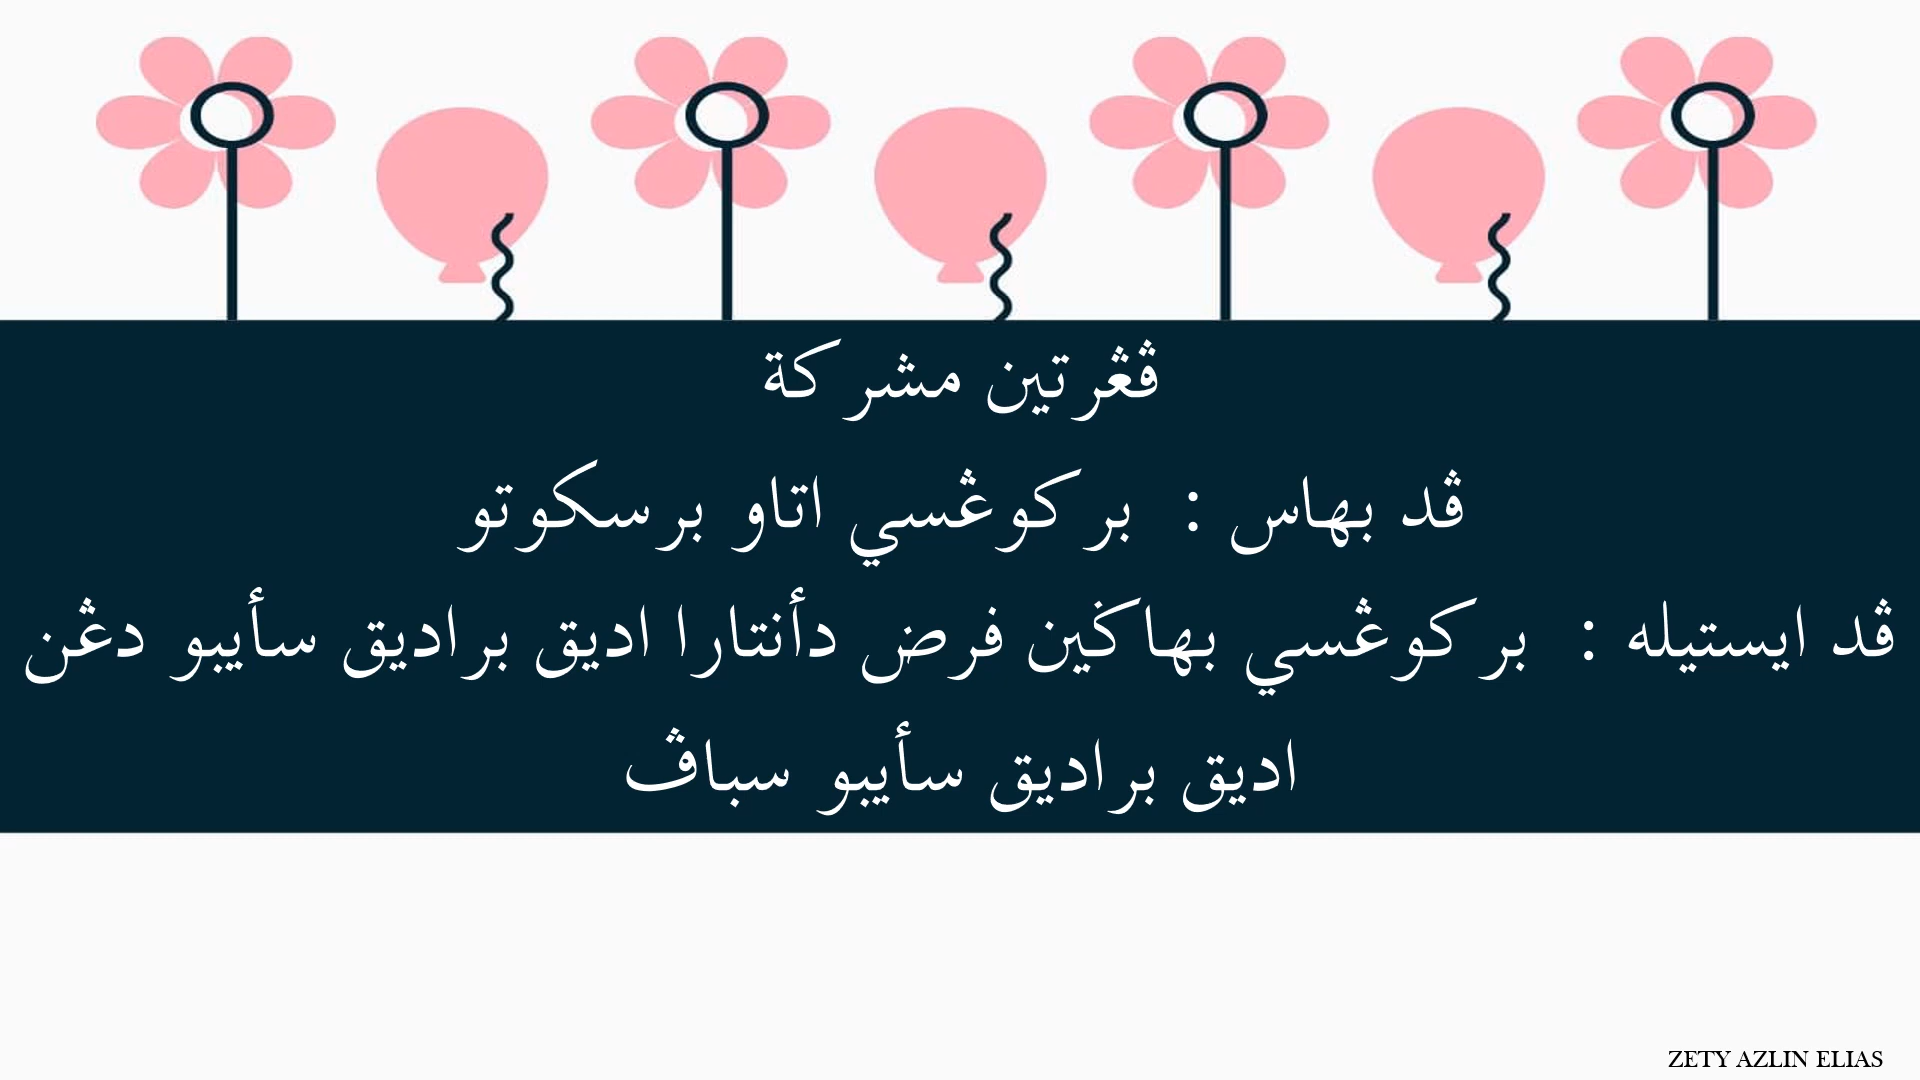 ڤڠرتين مشركة
ڤد بهاس : بركوڠسي اتاو برسكوتو
ڤد ايستيله : بركوڠسي بهاݢين فرض دأنتارا اديق براديق سأيبو دڠن
اديق براديق سأيبو سباڤ
ZETY AZLIN ELIAS